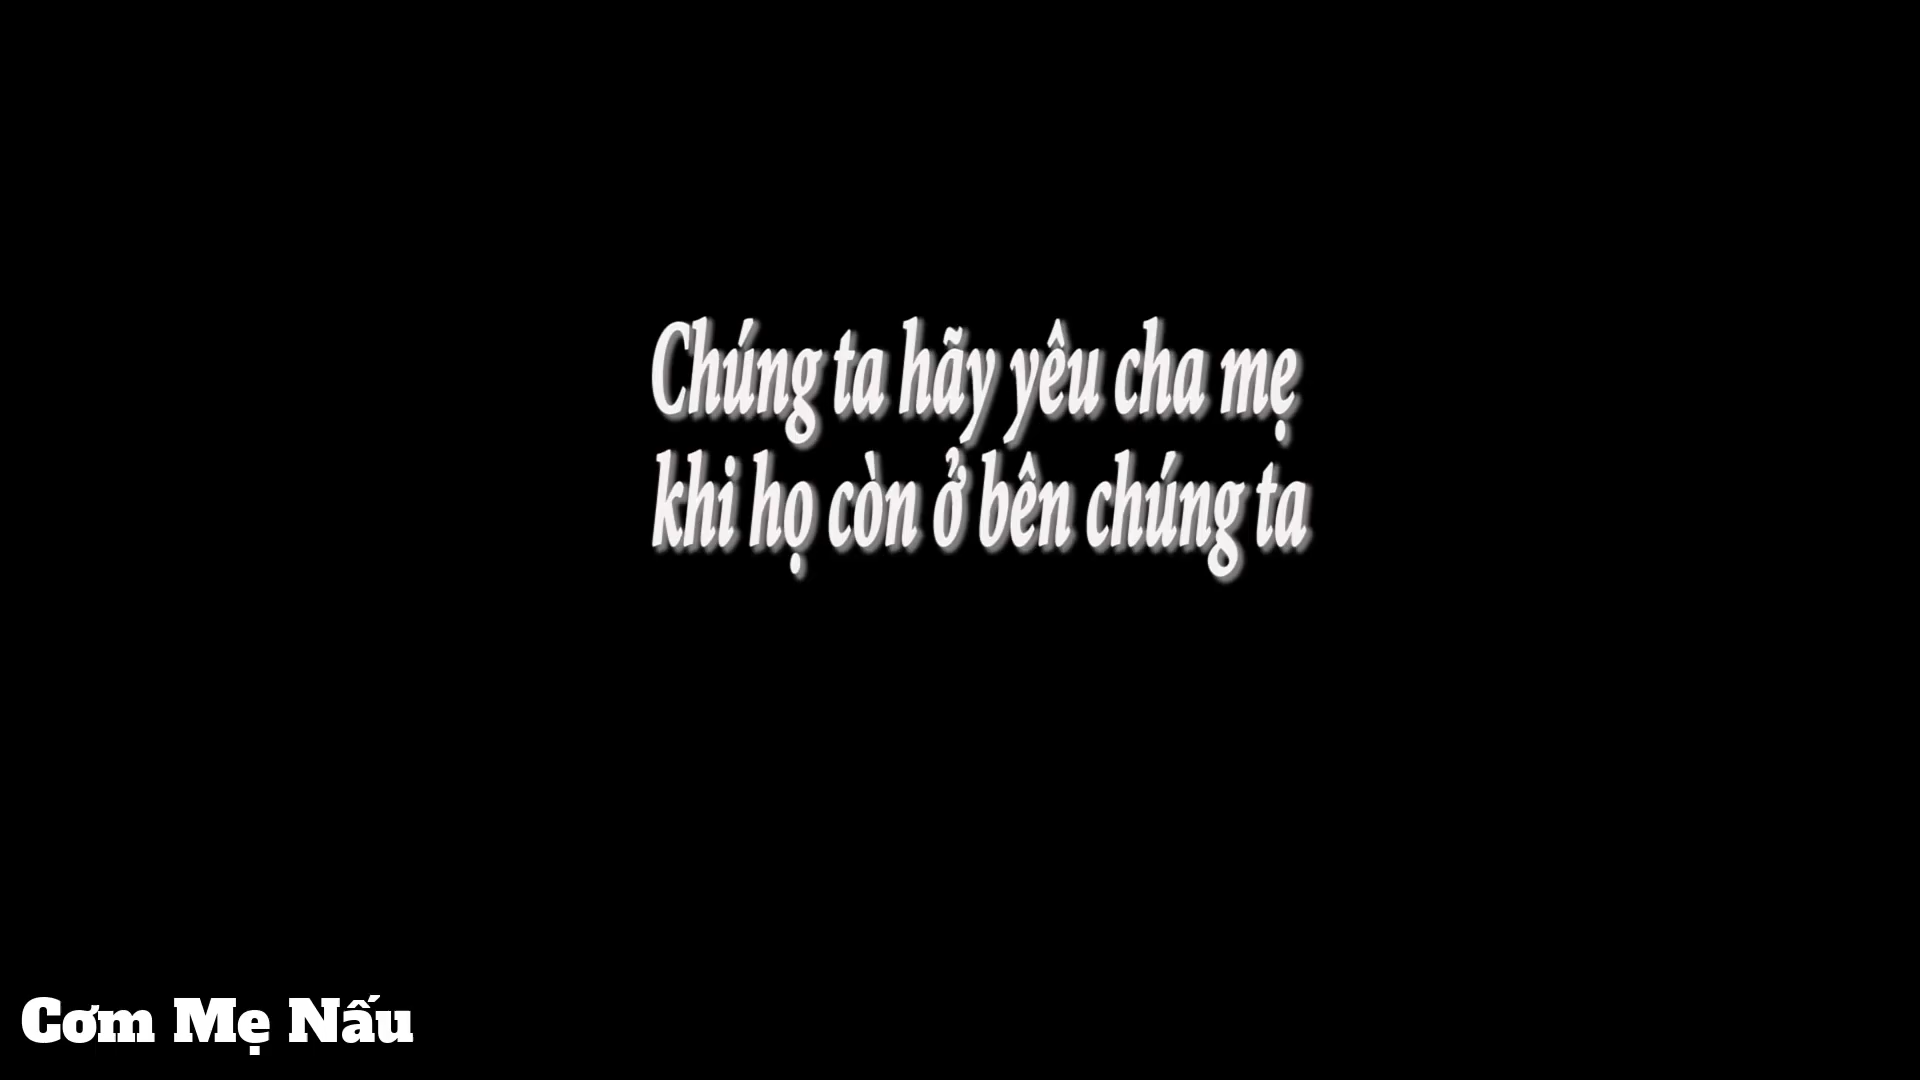 Chúng ta hãy yêu cha mẹ
khi họ còn ở bên chúng ta
Cơm Mẹ Nấu